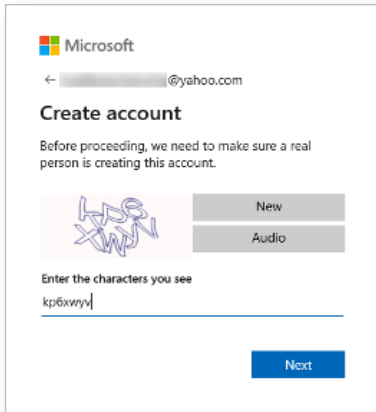 Microsoft
← @yahoo.com
Create account
Before proceeding, we need to make sure a real
person is creating this account.
New
Audio
Enter the characters you see
kp6xwyv
Next